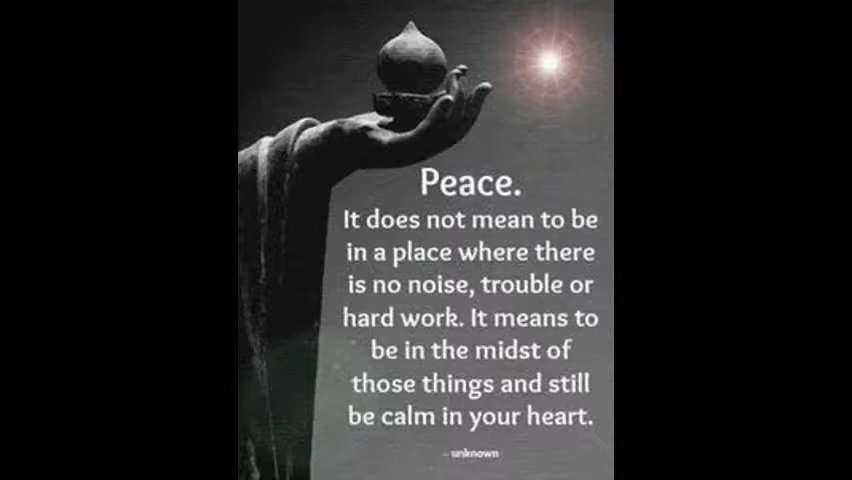 Peace.
It does not mean to be
in a place where there
is no noise, trouble or
hard work. It means to
be in the midst of
those things and still
be calm in your heart.
- unknown